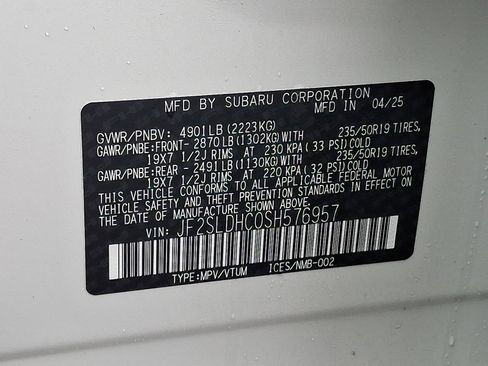 MFD BY SUBARU CORPORATION
MFD IN 04/25
GVWR/PNBV: 4901LB(2223KG)
GAWR/PNBE:FRONT- 2870LB(1302KG)WITH 235/50R19 TIRES,
19X7 1/2J RIMS AT 230 KPA( 33 PSI)COLD
GAWR/PNBE:REAR - 2491LB(1130KG)WITH 235/50R19 TIRES,
19X7 1/2J RIMS AT 220 KPA( 32 PSI)COLD
THIS VEHICLE CONFORMS TO ALL APPLICABLE FEDERAL MOTOR
VEHICLE SAFETY AND THEFT PREVENTION STANDARDS IN EFFECT ON
THE DATE OF MANUFACTURE SHOWN ABOVE.
VIN: JF2SLDHC0SH576957
TYPE:MPV/VTUM ICES/NMB-002